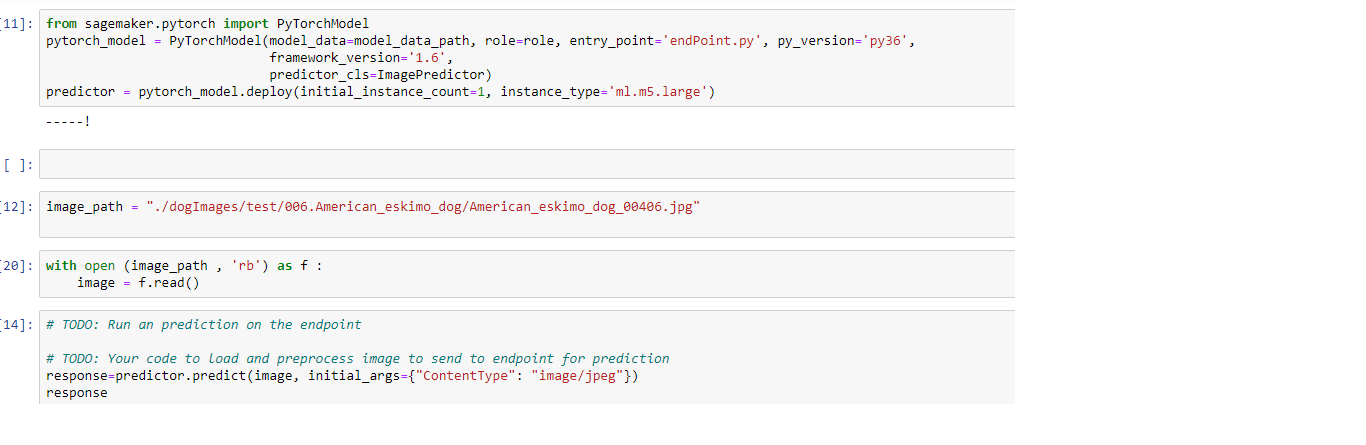 [11]: from sagemaker.pytorch import PyTorchModel
pytorch_model = PyTorchModel(model_data=model_data_path, role=role, entry_point='endPoint.py', py_version='py36',
framework_version='1.6',
predictor_cls=ImagePredictor)
predictor = pytorch_model.deploy(initial_instance_count=1, instance_type='ml.m5.large')
-----!
[ ]:
[12]: image_path = "./dogImages/test/006.American_eskimo_dog/American_eskimo_dog_00406.jpg"
[20]: with open (image_path , 'rb') as f :
image = f.read()
[14]: # TODO: Run an prediction on the endpoint
# TODO: Your code to load and preprocess image to send to endpoint for prediction
response=predictor.predict(image, initial_args={"ContentType": "image/jpeg"})
response